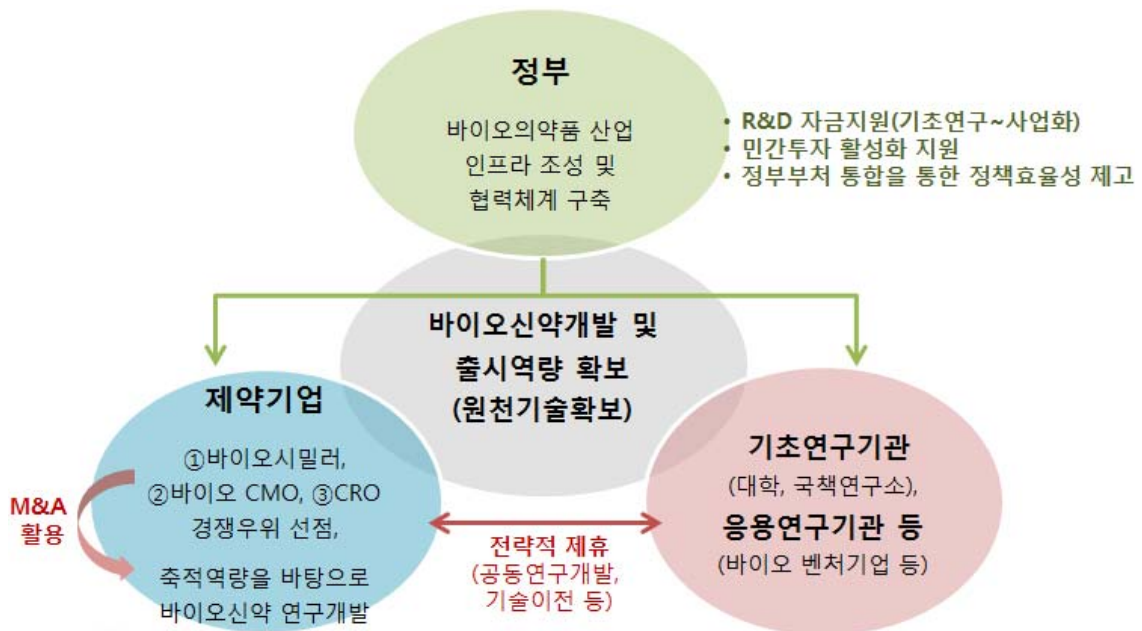 정부
바이오의약품 산업
인프라 조성 및
협력체계 구축
• R&D 자금지원(기초연구~사업화)
• 민간투자 활성화 지원
• 정부부처 통합을 통한 정책효율성 제고
바이오신약개발 및
출시역량 확보
(원천기술확보)
제약기업
①바이오시밀러,
②바이오 CMO, ③CRO
경쟁우위 선점,
축적역량을 바탕으로
바이오신약 연구개발
M&A
활용
전략적 제휴
(공동연구개발,
기술이전 등)
기초연구기관
(대학, 국책연구소),
응용연구기관 등
(바이오 벤처기업 등)